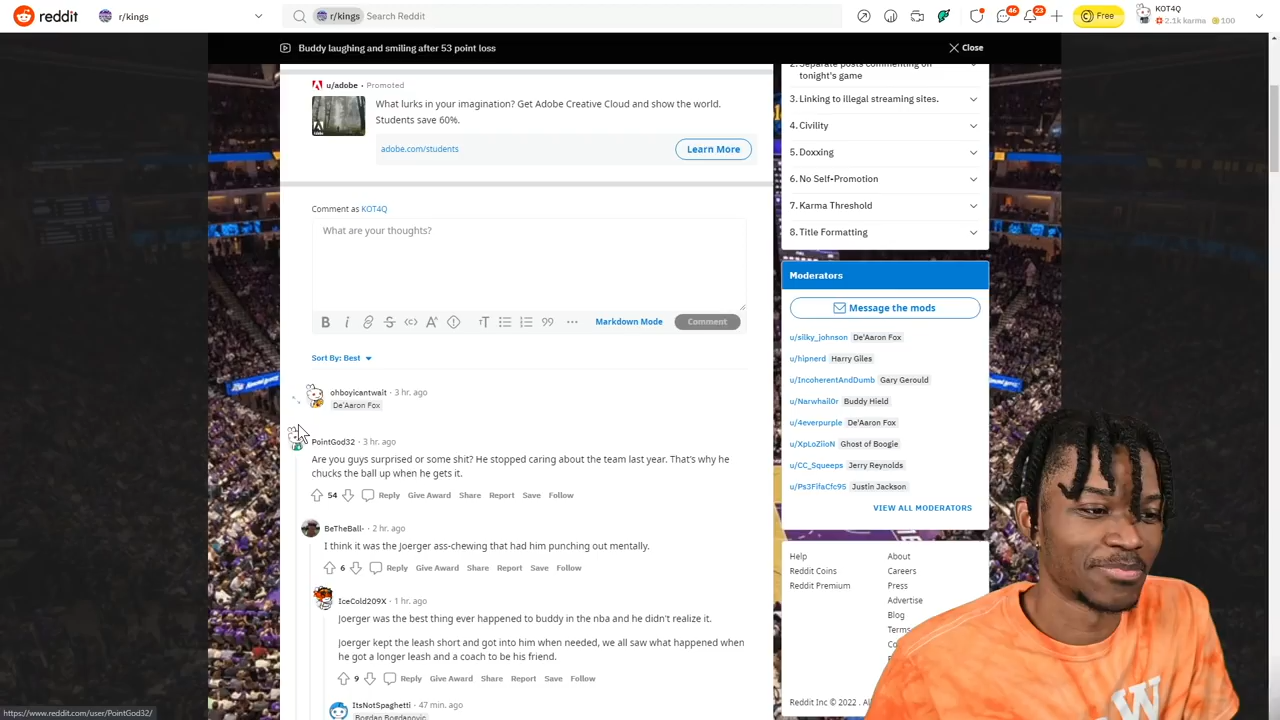 reddit
r/kings
r/kings
Search Reddit
46
23
Free
KOT4Q
2.1k karma
100
Buddy laughing and smiling after 53 point loss
Close
u/adobe • Promoted
What lurks in your imagination? Get Adobe Creative Cloud and show the world.
Students save 60%.
adobe.com/students
Learn More
Comment as KOT4Q
What are your thoughts?
Markdown Mode
Comment
Sort By: Best
ohboyicantwait • 3 hr. ago
De'Aaron Fox
PointGod32 • 3 hr. ago
Are you guys surprised or some shit? He stopped caring about the team last year. That's why he
chucks the ball up when he gets it.
54 Reply Give Award Share Report Save Follow
BeTheBall- • 2 hr. ago
I think it was the Joerger ass-chewing that had him punching out mentally.
6 Reply Give Award Share Report Save Follow
IceCold209X • 1 hr. ago
Joerger was the best thing ever happened to buddy in the nba and he didn't realize it.
Joerger kept the leash short and got into him when needed, we all saw what happened when
he got a longer leash and a coach to be his friend.
9 Reply Give Award Share Report Save Follow
ItsNotSpaghetti • 47 min. ago
Bogdan Bogdanovic
2. Separate posts commenting on
tonight's game
3. Linking to illegal streaming sites.
4. Civility
5. Doxxing
6. No Self-Promotion
7. Karma Threshold
8. Title Formatting
Moderators
Message the mods
u/silky_johnson De'Aaron Fox
u/hipnerd Harry Giles
u/IncoherentAndDumb Gary Gerould
u/Narwhail0r Buddy Hield
u/4everpurple De'Aaron Fox
u/XpLoZiioN Ghost of Boogie
u/CC_Squeeps Jerry Reynolds
u/Ps3FifaCfc95 Justin Jackson
VIEW ALL MODERATORS
Help
Reddit Coins
Reddit Premium
About
Careers
Press
Advertise
Blog
Terms
Reddit Inc © 2022 . All
https://www.reddit.com/user/PointGod32/
W